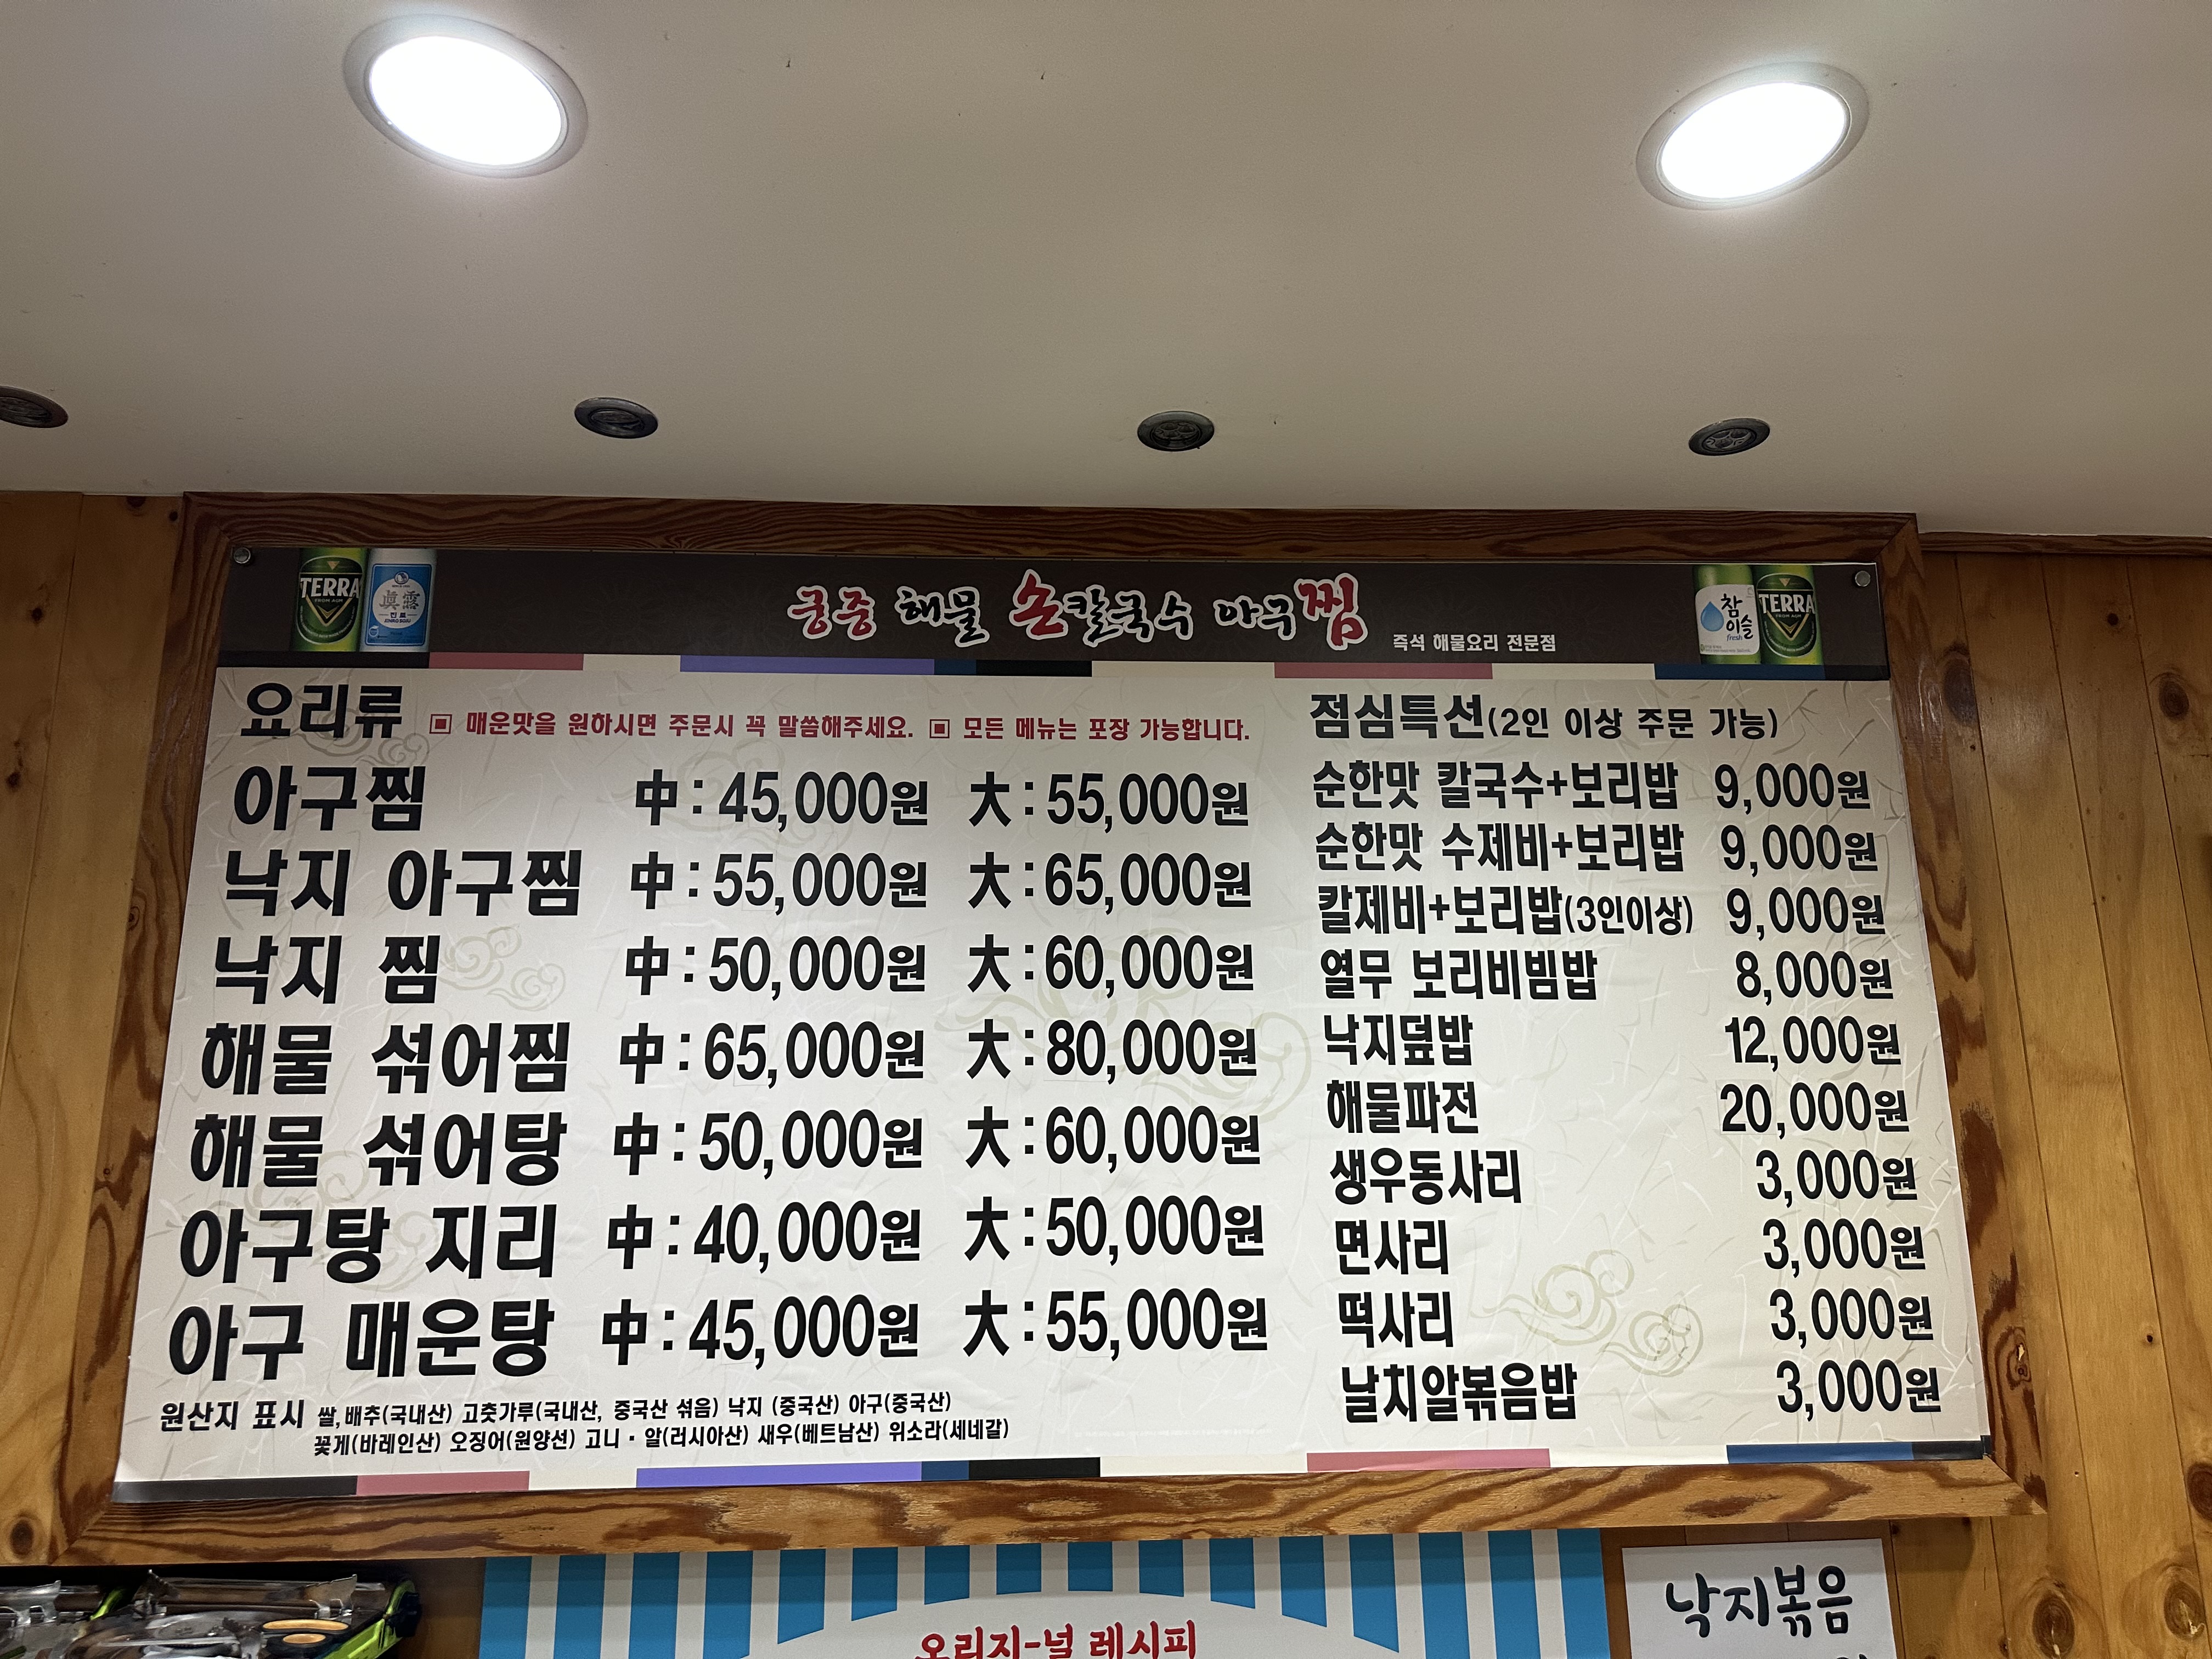 TERRA
FROM AGM
眞露
진로
JINRO SOJU
궁중 해물 손칼국수 아구찜
즉석 해물요리 전문점
참이슬
fresh
TERRA
요리류 ▣ 매운맛을 원하시면 주문시 꼭 말씀해주세요. ▣ 모든 메뉴는 포장 가능합니다.
아구찜 中:45,000원 大:55,000원
낙지 아구찜 中:55,000원 大:65,000원
낙지 찜 中:50,000원 大:60,000원
해물 섞어찜 中:65,000원 大:80,000원
해물 섞어탕 中:50,000원 大:60,000원
아구탕 지리 中:40,000원 大:50,000원
아구 매운탕 中:45,000원 大:55,000원
원산지 표시 쌀,배추(국내산) 고춧가루(국내산, 중국산 섞음) 낙지 (중국산) 아구(중국산)
꽃게(바레인산) 오징어(원양선) 고니·알(러시아산) 새우(베트남산) 위소라(세네갈)
점심특선(2인 이상 주문 가능)
순한맛 칼국수+보리밥 9,000원
순한맛 수제비+보리밥 9,000원
칼제비+보리밥(3인이상) 9,000원
열무 보리비빔밥 8,000원
낙지덮밥 12,000원
해물파전 20,000원
생우동사리 3,000원
면사리 3,000원
떡사리 3,000원
날치알볶음밥 3,000원
오리지-널 레시피
낙지볶음